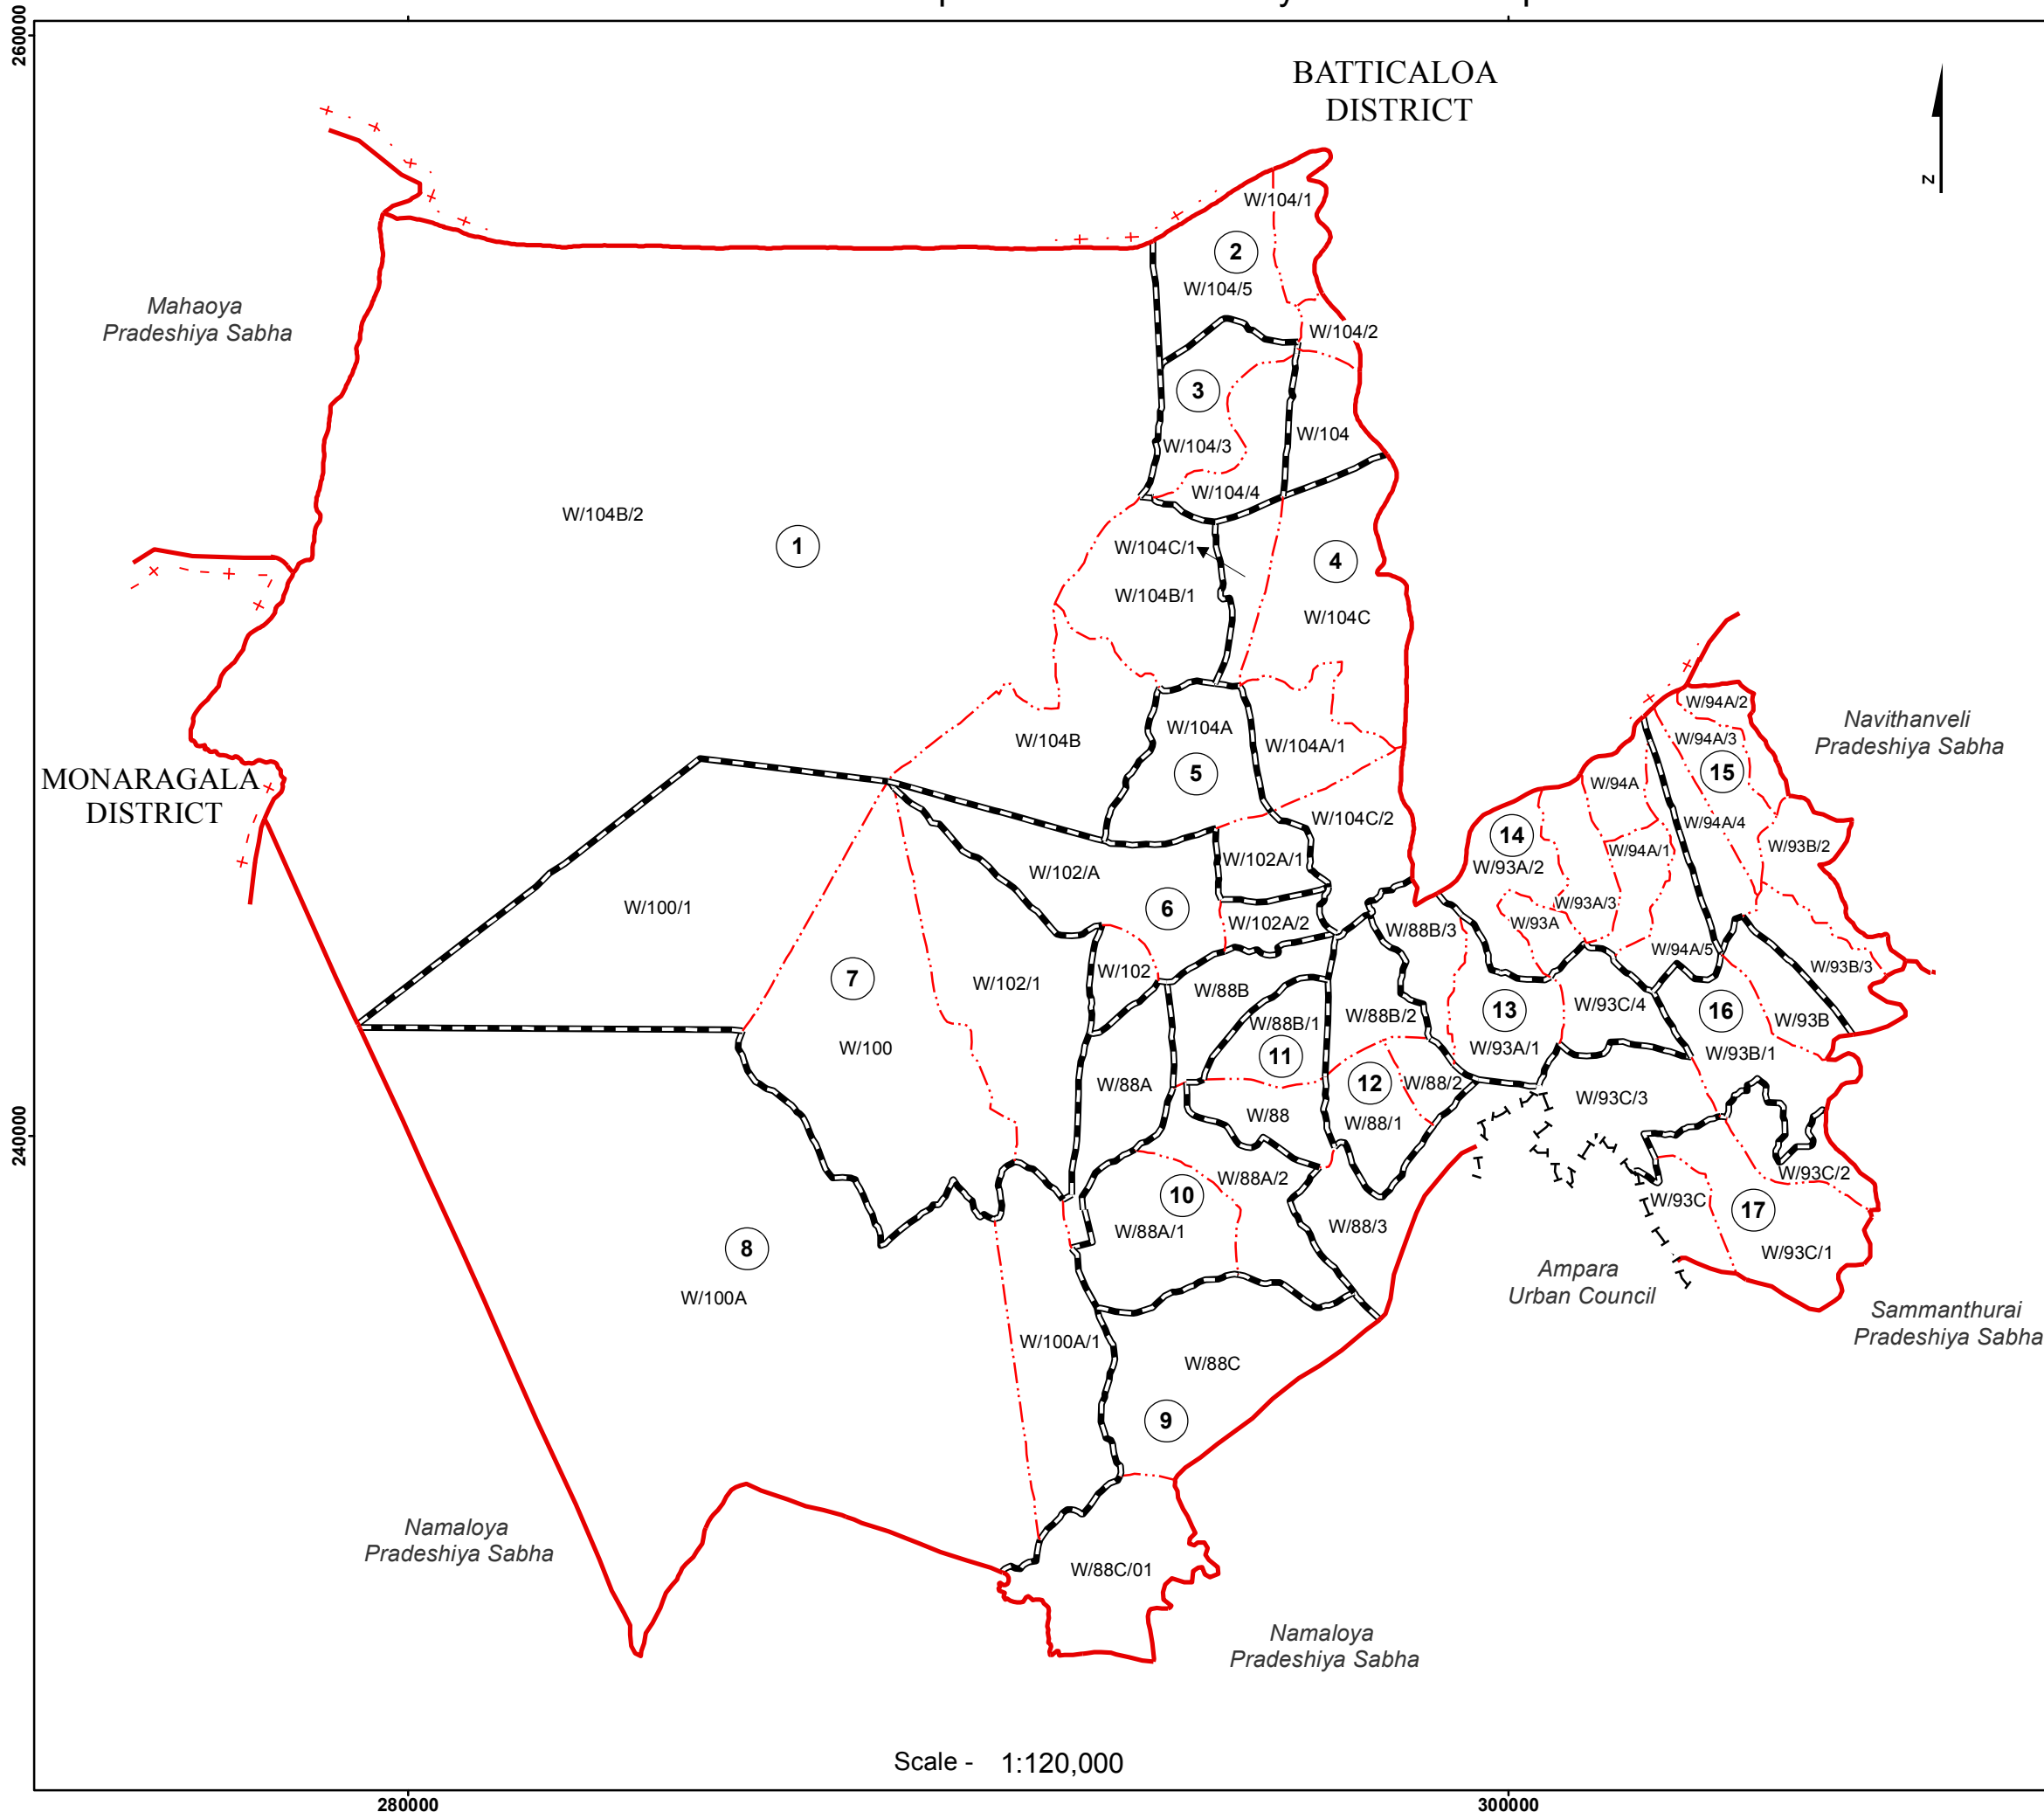 260000
BATTICALOA
DISTRICT
N
W/104/1
2
W/104/5
Mahaoya
Pradeshiya Sabha
W/104/2
3
W/104
W/104/3
W/104/4
W/104B/2
1
W/104C/1
4
W/104B/1
W/104C
W/94A/2
Navithanveli
Pradeshiya Sabha
W/104A
W/104B
W/104A/1
W/94A/3
MONARAGALA
DISTRICT
5
W/94A
15
W/104C/2
W/94A/4
14
W/93B/2
W/94A/1
W/102A/1
W/93A/2
W/102/A
W/100/1
6
W/93A/3
W/102A/2
W/88B/3
W/93A
W/94A/5
W/93B/3
W/102
7
W/102/1
W/88B
W/93C/4
13
16
W/88B/1
W/88B/2
W/93B
W/100
11
W/93A/1
W/93B/1
W/88A
12
W/88/2
W/93C/3
W/88
W/88/1
240000
W/88A/2
W/93C/2
10
W/93C
17
W/88A/1
W/88/3
8
W/93C/1
Ampara
Urban Council
W/100A
Sammanthurai
Pradeshiya Sabha
W/100A/1
W/88C
9
Namaloya
Pradeshiya Sabha
W/88C/01
Namaloya
Pradeshiya Sabha
Scale - 1:120,000
280000
300000